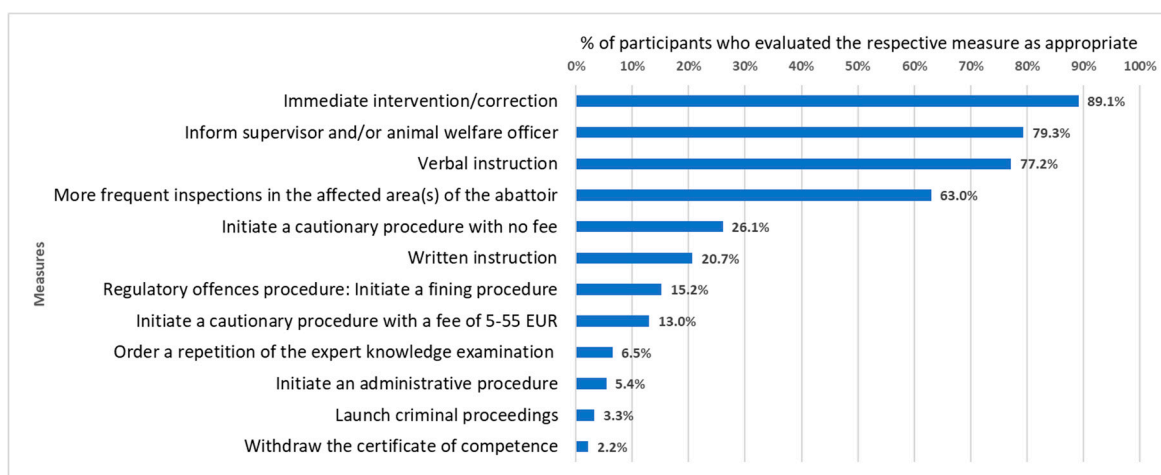 % of participants who evaluated the respective measure as appropriate
0% 10% 20% 30% 40% 50% 60% 70% 80% 90% 100%
Measures
Immediate intervention/correction 89.1%
Inform supervisor and/or animal welfare officer 79.3%
Verbal instruction 77.2%
More frequent inspections in the affected area(s) of the abattoir 63.0%
Initiate a cautionary procedure with no fee 26.1%
Written instruction 20.7%
Regulatory offences procedure: Initiate a fining procedure 15.2%
Initiate a cautionary procedure with a fee of 5-55 EUR 13.0%
Order a repetition of the expert knowledge examination 6.5%
Initiate an administrative procedure 5.4%
Launch criminal proceedings 3.3%
Withdraw the certificate of competence 2.2%